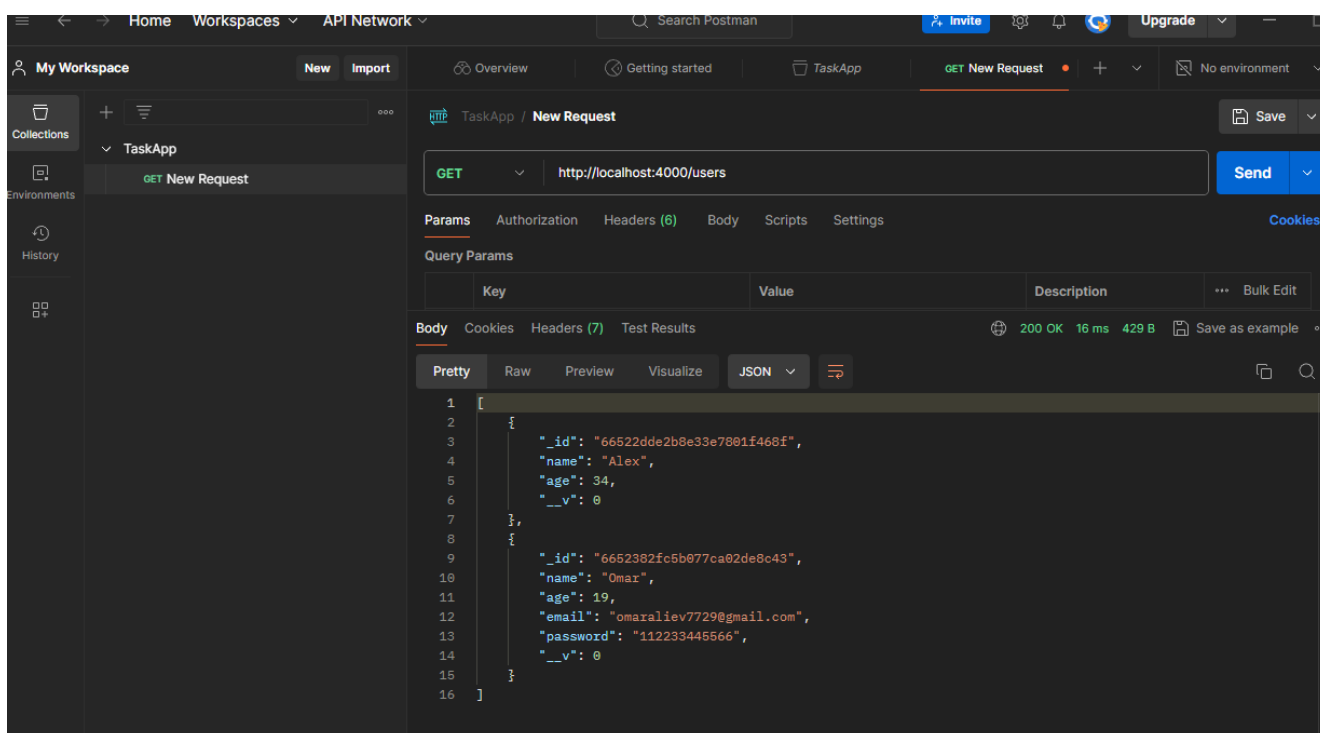 Home Workspaces API Network Search Postman Invite Upgrade
My Workspace New Import Overview Getting started TaskApp GET New Request + No environment
Collections
Environments
History
TaskApp
GET New Request
HTTP TaskApp / New Request Save
GET http://localhost:4000/users Send
Params Authorization Headers (6) Body Scripts Settings Cookies
Query Params
Key Value Description ••• Bulk Edit
Body Cookies Headers (7) Test Results 200 OK 16 ms 429 B Save as example
Pretty Raw Preview Visualize JSON
1 [
2 {
3 "_id": "66522dde2b8e33e7801f468f",
4 "name": "Alex",
5 "age": 34,
6 "__v": 0
7 },
8 {
9 "_id": "6652382fc5b077ca02de8c43",
10 "name": "Omar",
11 "age": 19,
12 "email": "omaraliev7729@gmail.com",
13 "password": "112233445566",
14 "__v": 0
15 }
16 ]